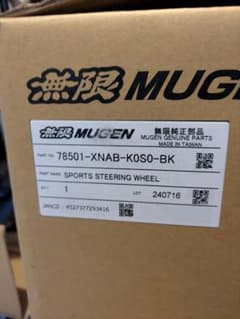 無限 MUGEN
無限 MUGEN
無限純正部品
MUGEN GENUINE PARTS
MADE IN TAIWAN
PART NO 78501-XNAB-K0S0-BK
PART NAME SPORTS STEERING WHEEL
QTY 1 LOT 240716
JANCD 4527377293416